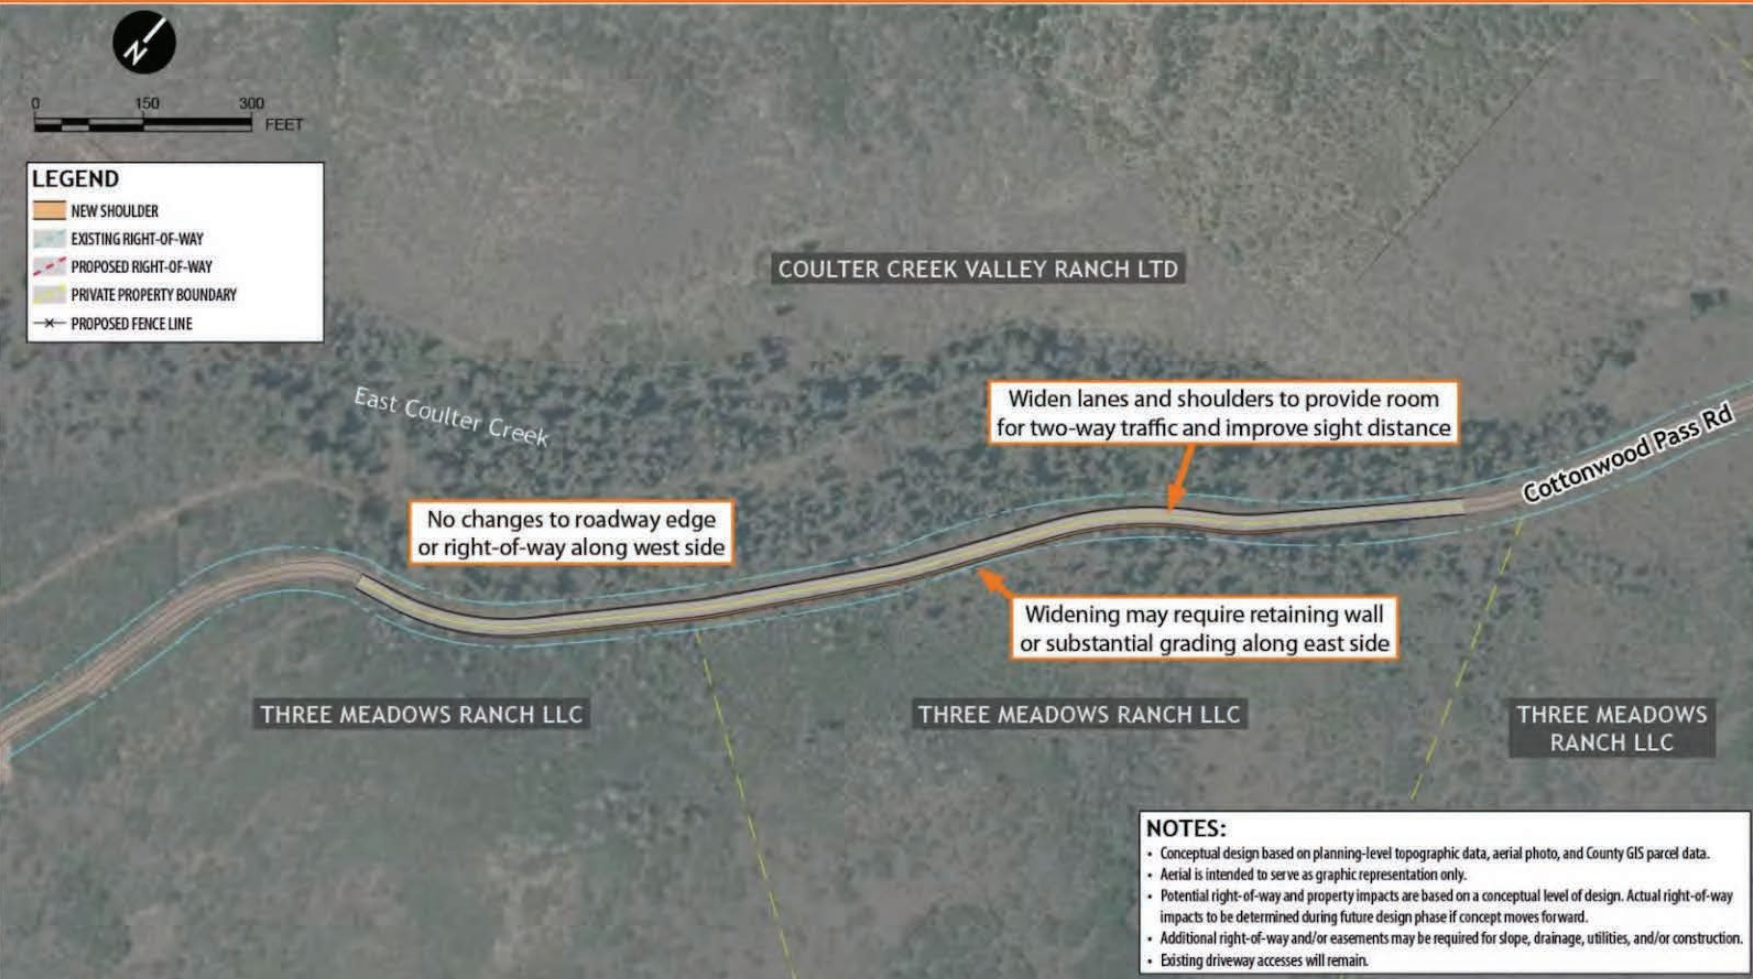 N
0 150 300
FEET
LEGEND
NEW SHOULDER
EXISTING RIGHT-OF-WAY
PROPOSED RIGHT-OF-WAY
PRIVATE PROPERTY BOUNDARY
PROPOSED FENCE LINE
COULTER CREEK VALLEY RANCH LTD
East Coulter Creek
Widen lanes and shoulders to provide room
for two-way traffic and improve sight distance
Cottonwood Pass Rd
No changes to roadway edge
or right-of-way along west side
Widening may require retaining wall
or substantial grading along east side
THREE MEADOWS RANCH LLC
THREE MEADOWS RANCH LLC
THREE MEADOWS
RANCH LLC
NOTES:
• Conceptual design based on planning-level topographic data, aerial photo, and County GIS parcel data.
• Aerial is intended to serve as graphic representation only.
• Potential right-of-way and property impacts are based on a conceptual level of design. Actual right-of-way
impacts to be determined during future design phase if concept moves forward.
• Additional right-of-way and/or easements may be required for slope, drainage, utilities, and/or construction.
• Existing driveway accesses will remain.